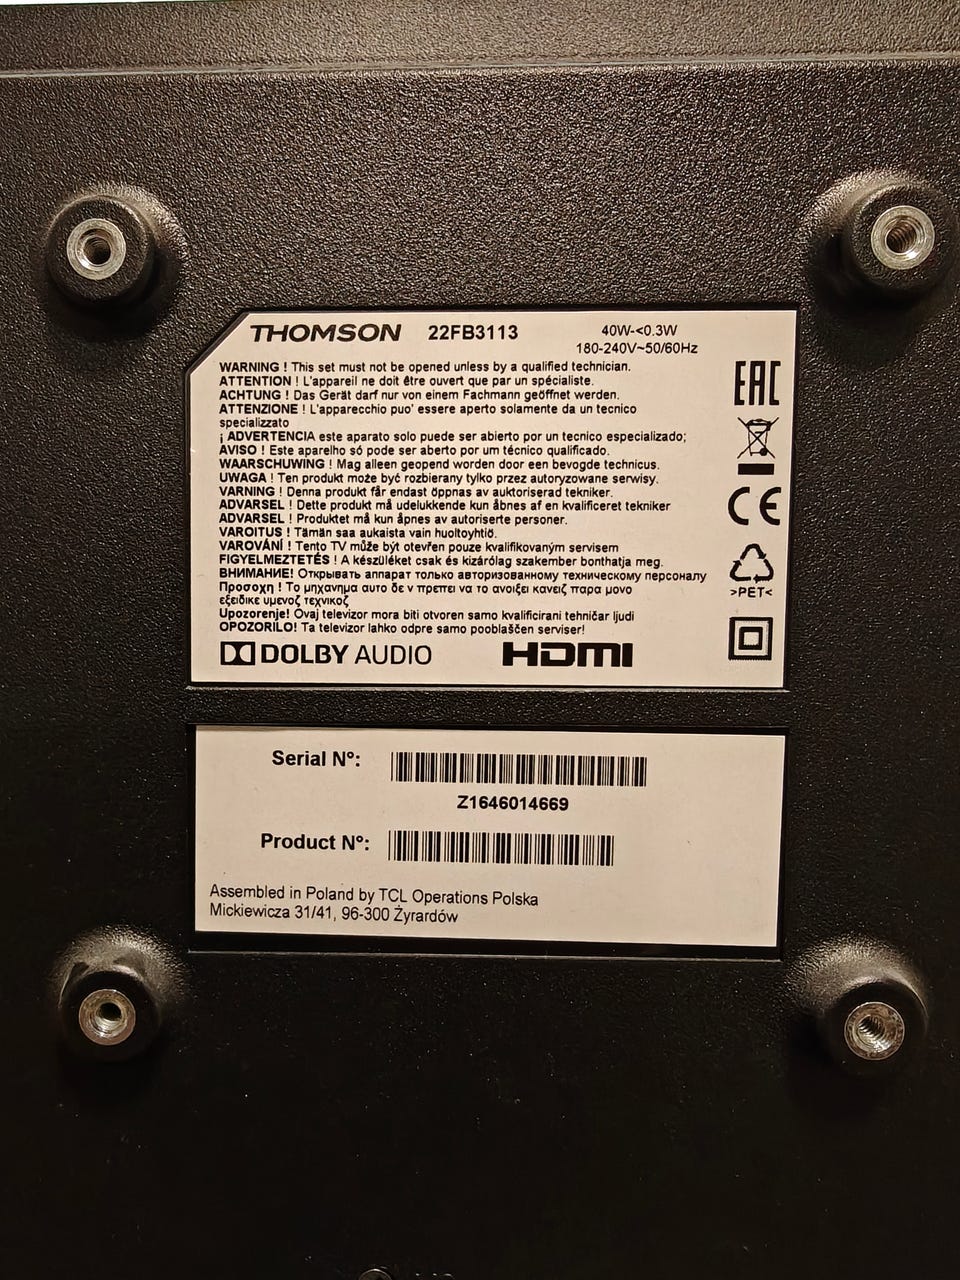 THOMSON 22FB3113 40W-<0.3W
180-240V~50/60Hz
WARNING ! This set must not be opened unless by a qualified technician.
ATTENTION ! L'appareil ne doit être ouvert que par un spécialiste.
ACHTUNG ! Das Gerät darf nur von einem Fachmann geöffnet werden.
ATTENZIONE ! L'apparecchio puo' essere aperto solamente da un tecnico
specializzato
¡ ADVERTENCIA este aparato solo puede ser abierto por un tecnico especializado;
AVISO ! Este aparelho só pode ser aberto por um técnico qualificado.
WAARSCHUWING ! Mag alleen geopend worden door een bevogde technicus.
UWAGA ! Ten produkt może być rozbierany tylko przez autoryzowane serwisy.
VARNING ! Denna produkt får endast öppnas av auktoriserad tekniker.
ADVARSEL ! Dette produkt må udelukkende kun åbnes af en kvalificeret tekniker
ADVARSEL ! Produktet må kun åpnes av autoriserte personer.
VAROITUS ! Tämän saa aukaista vain huoltoyhtiö.
VAROVÁNÍ ! Tento TV může být otevřen pouze kvalifikovaným servisem
FIGYELMEZTETÉS ! A készüléket csak és kizárólag szakember bonthatja meg.
ВНИМАНИЕ! Открывать аппарат только авторизованному техническому персоналу
Προσοχη ! Το μηχανημα αυτο δε ν πρεπει να το ανοιξει κανεις παρα μονο
εξειδικε υμενος τεχνικος
Upozorenje! Ovaj televizor mora biti otvoren samo kvalificirani tehničar ljudi
OPOZORILO! Ta televizor lahko odpre samo pooblaščen serviser!
DOLBY AUDIO HDMI
EAC
CE
>PET<
Serial Nº:
Z1646014669
Product Nº:
Assembled in Poland by TCL Operations Polska
Mickiewicza 31/41, 96-300 Żyrardów